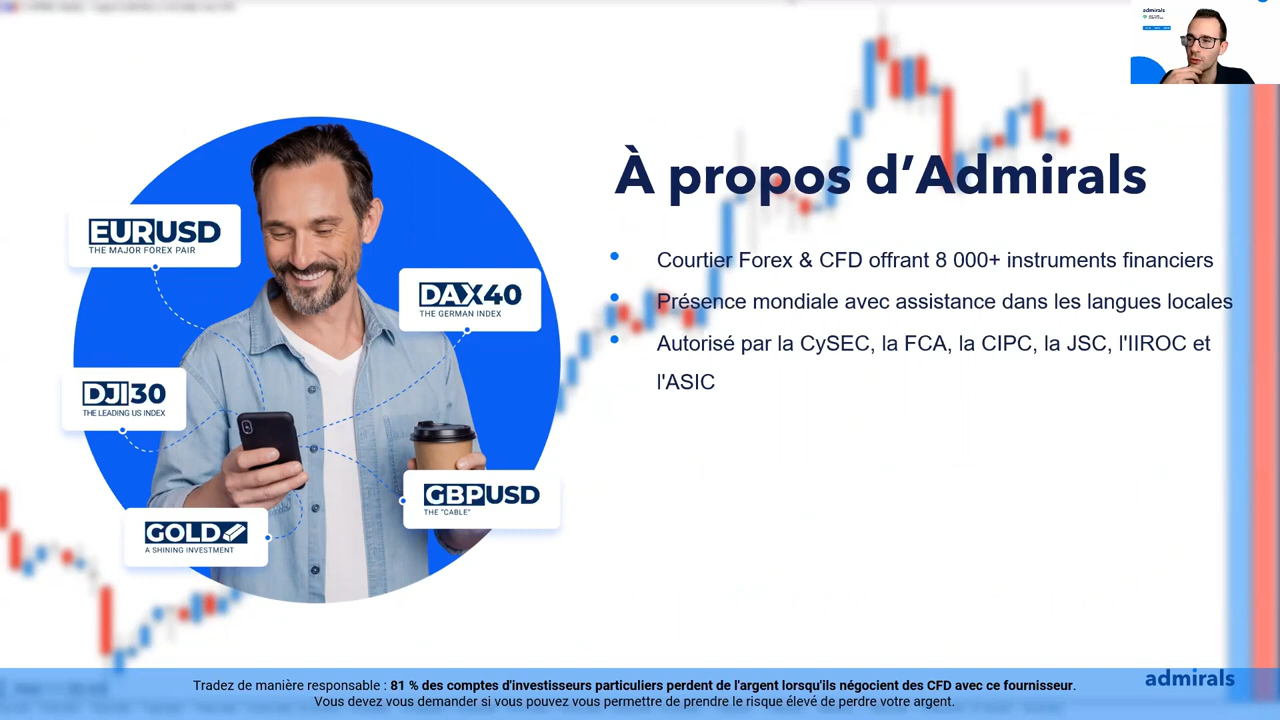 admirals
À propos d’Admirals
EURUSD
THE MAJOR FOREX PAIR
Courtier Forex & CFD offrant 8 000+ instruments financiers
DAX40
THE GERMAN INDEX
Présence mondiale avec assistance dans les langues locales
Autorisé par la CySEC, la FCA, la CIPC, la JSC, l'IIROC et
l'ASIC
DJI30
THE LEADING US INDEX
GBPUSD
THE "CABLE"
GOLD
A SHINING INVESTMENT
Tradez de manière responsable : 81 % des comptes d'investisseurs particuliers perdent de l'argent lorsqu'ils négocient des CFD avec ce fournisseur.
Vous devez vous demander si vous pouvez vous permettre de prendre le risque élevé de perdre votre argent.
admirals